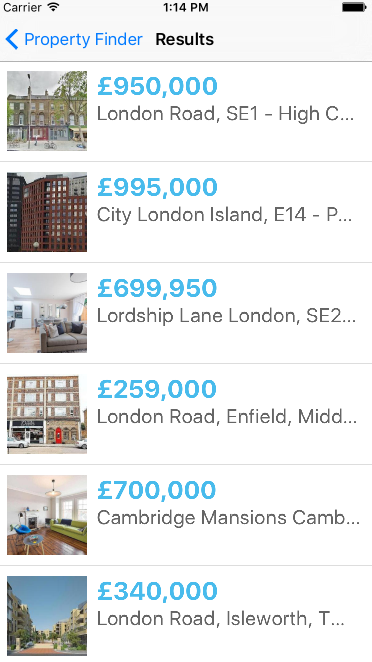 Carrier 1:14 PM
Property Finder Results
£950,000
London Road, SE1 - High C...
£995,000
City London Island, E14 - P...
£699,950
Lordship Lane London, SE2...
£259,000
London Road, Enfield, Midd...
£700,000
Cambridge Mansions Camb...
£340,000
London Road, Isleworth, T...